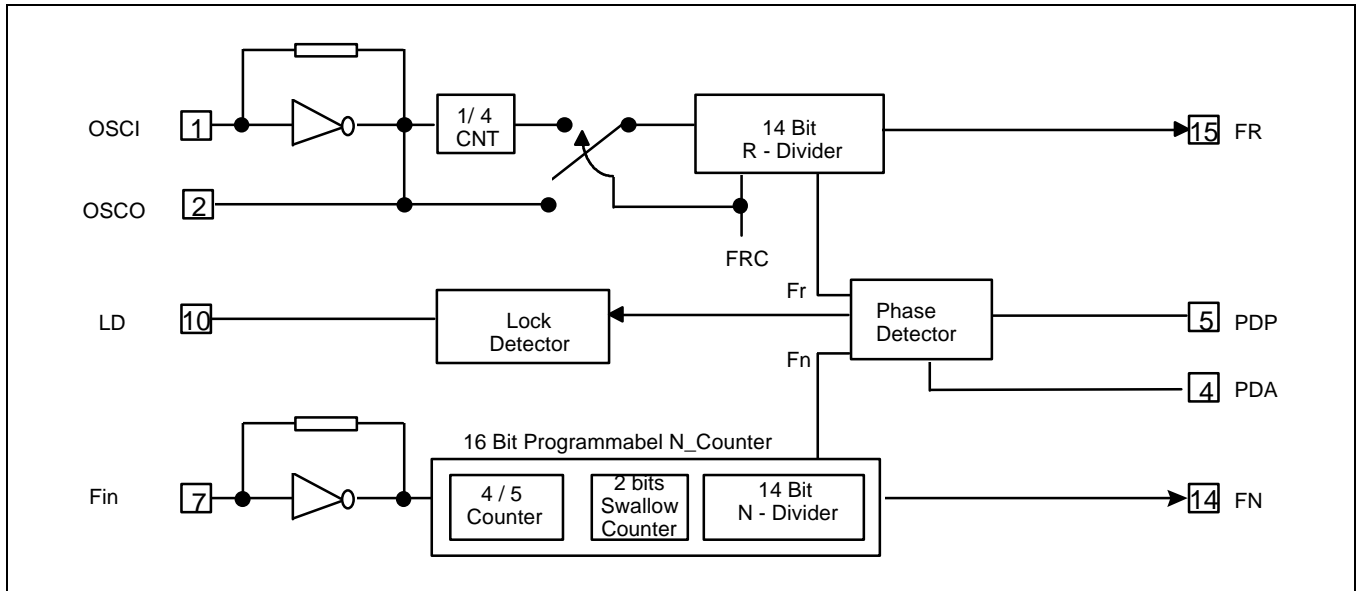 OSCI
1
1/ 4
CNT
14 Bit
R - Divider
15
FR
OSCO
2
FRC
Fr
LD
10
Lock
Detector
Phase
Detector
5
PDP
Fn
4
PDA
16 Bit Programmabel N_Counter
Fin
7
4 / 5
Counter
2 bits
Swallow
Counter
14 Bit
N - Divider
14
FN